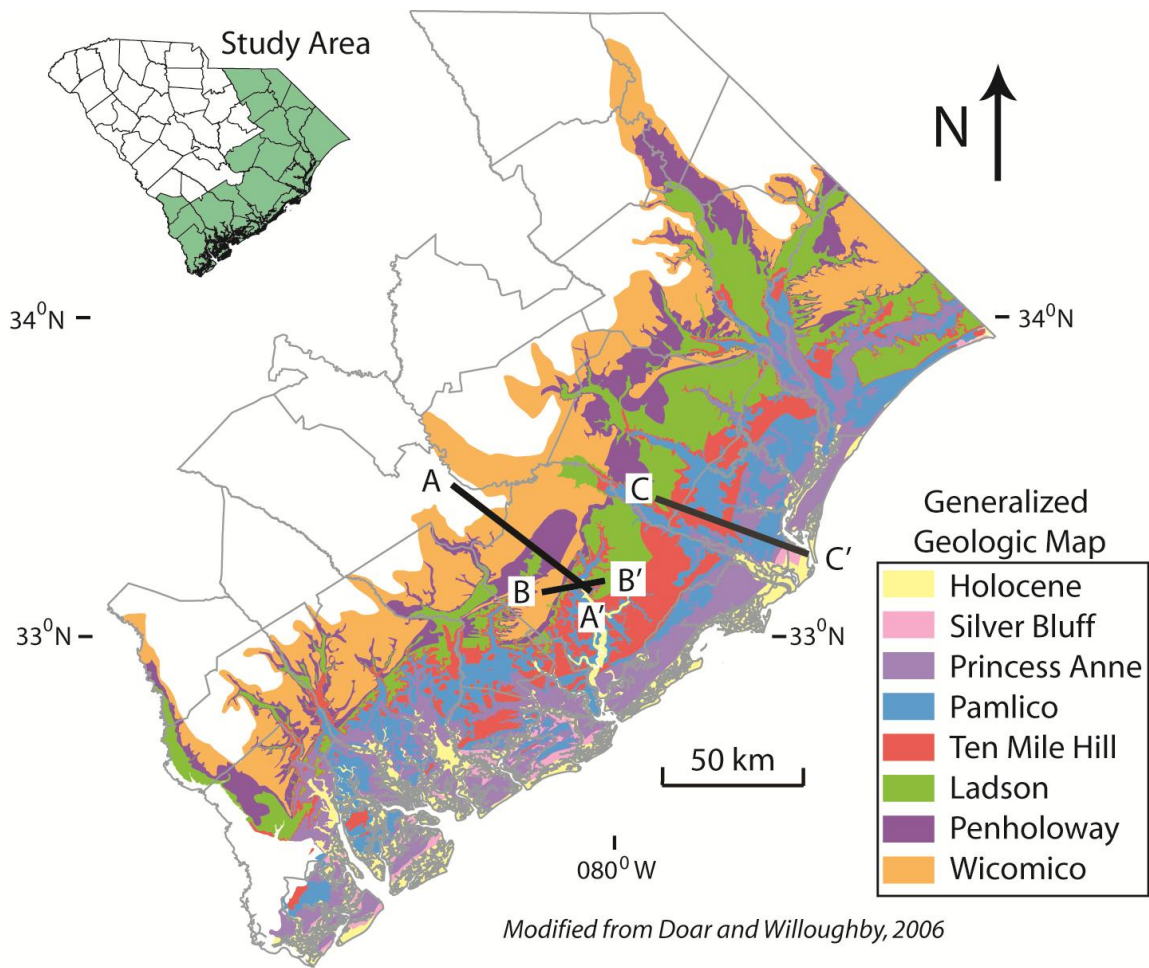 Study Area
N
34⁰N
34⁰N
A
C
C'
B
B'
A'
33⁰N
33⁰N
50 km
080⁰ W
Generalized
Geologic Map
Holocene
Silver Bluff
Princess Anne
Pamlico
Ten Mile Hill
Ladson
Penholoway
Wicomico
Modified from Doar and Willoughby, 2006